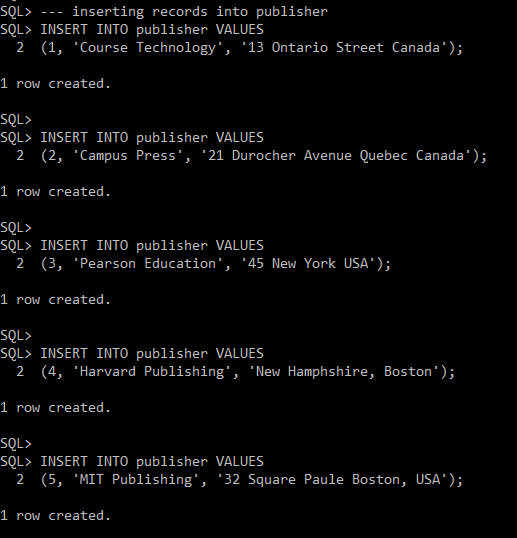 SQL> --- inserting records into publisher
SQL> INSERT INTO publisher VALUES
  2  (1, 'Course Technology', '13 Ontario Street Canada');
1 row created.
SQL>
SQL> INSERT INTO publisher VALUES
  2  (2, 'Campus Press', '21 Durocher Avenue Quebec Canada');
1 row created.
SQL>
SQL> INSERT INTO publisher VALUES
  2  (3, 'Pearson Education', '45 New York USA');
1 row created.
SQL>
SQL> INSERT INTO publisher VALUES
  2  (4, 'Harvard Publishing', 'New Hamphshire, Boston');
1 row created.
SQL>
SQL> INSERT INTO publisher VALUES
  2  (5, 'MIT Publishing', '32 Square Paule Boston, USA');
1 row created.